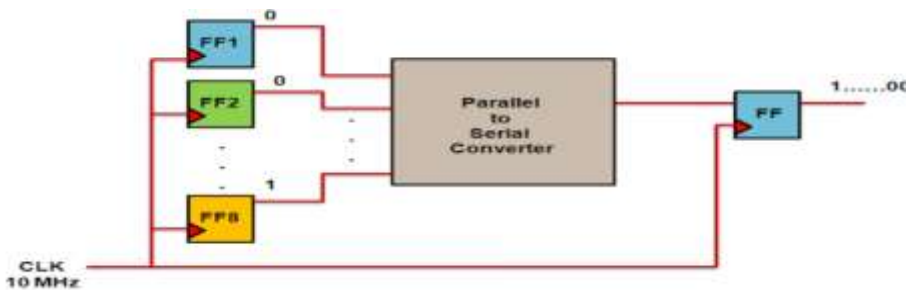 0
FF1
0
FF2
Parallel
to
Serial
Converter
1......00
FF
1
FF8
CLK
10 MHz